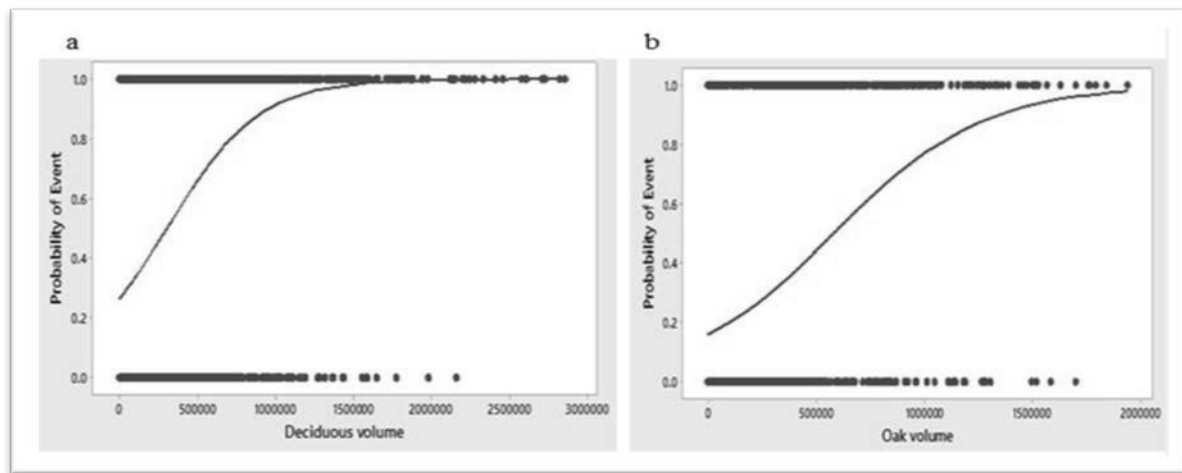 a
Probability of Event
1.0
0.8
0.6
0.4
0.2
0.0
0 500000 1000000 1500000 2000000 2500000 3000000
Deciduous volume
b
Probability of Event
1.0
0.8
0.6
0.4
0.2
0.0
0 500000 1000000 1500000 2000000
Oak volume